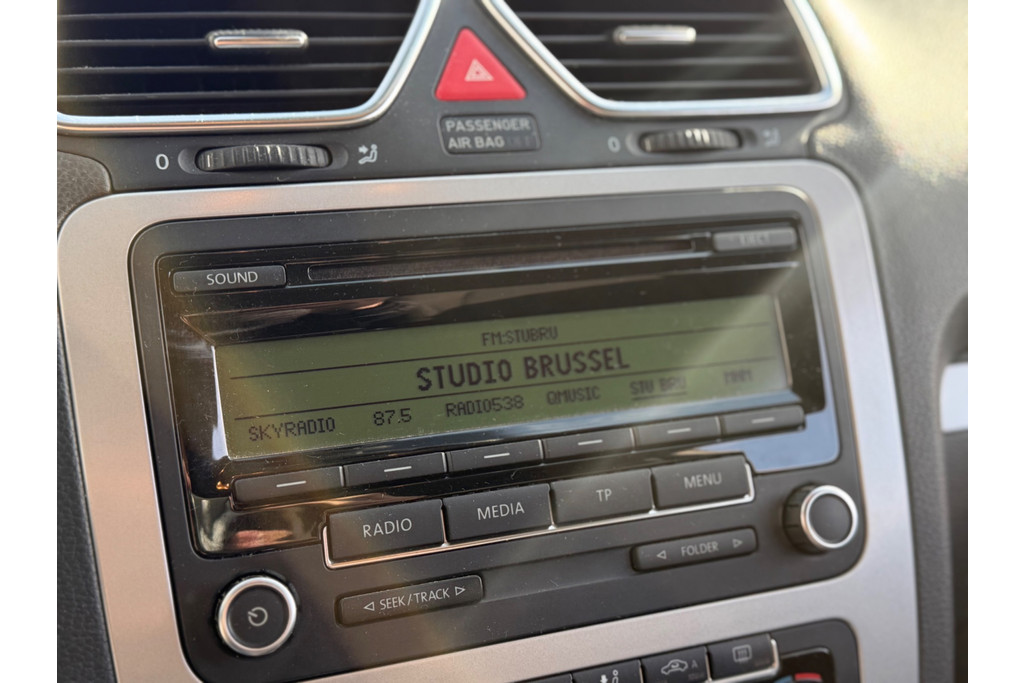 PASSENGER
AIR BAG
0
0
SOUND
FM:STUBRU
STUDIO BRUSSEL
SKYRADIO 87.5 RADIO538 QMUSIC STU BRU MNM
RADIO MEDIA TP MENU
SEEK/TRACK
FOLDER
A